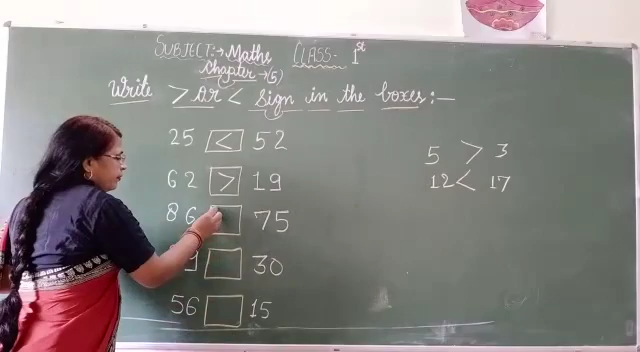 SUBJECT:→ Maths CLASS- 1st
Chapter→(5)
Write > or < sign in the boxes:—
25 < 52
62 > 19
86 75
9 30
56 15
5 > 3
12 < 17